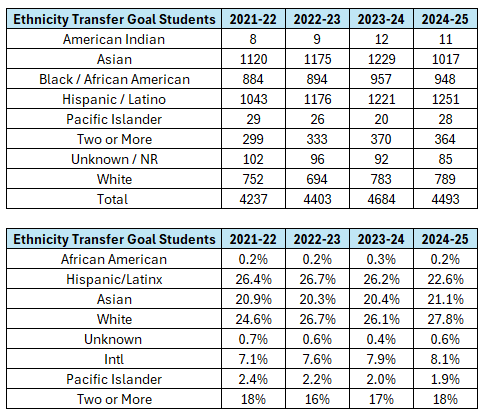 Ethnicity Transfer Goal Students 2021-22 2022-23 2023-24 2024-25
American Indian 8 9 12 11
Asian 1120 1175 1229 1017
Black / African American 884 894 957 948
Hispanic / Latino 1043 1176 1221 1251
Pacific Islander 29 26 20 28
Two or More 299 333 370 364
Unknown / NR 102 96 92 85
White 752 694 783 789
Total 4237 4403 4684 4493
Ethnicity Transfer Goal Students 2021-22 2022-23 2023-24 2024-25
African American 0.2% 0.2% 0.3% 0.2%
Hispanic/Latinx 26.4% 26.7% 26.2% 22.6%
Asian 20.9% 20.3% 20.4% 21.1%
White 24.6% 26.7% 26.1% 27.8%
Unknown 0.7% 0.6% 0.4% 0.6%
Intl 7.1% 7.6% 7.9% 8.1%
Pacific Islander 2.4% 2.2% 2.0% 1.9%
Two or More 18% 16% 17% 18%